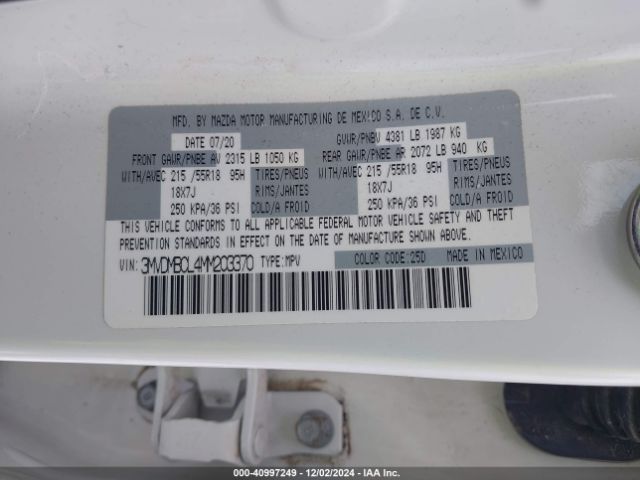 MFD. BY MAZDA MOTOR MANUFACTURING DE MEXICO S.A. DE C.V.
DATE 07/20 GVWR/PNBV 4381 LB 1987 KG
FRONT GAWR/PNBE AV 2315 LB 1050 KG REAR GAWR/PNBE AR 2072 LB 940 KG
WITH/AVEC 215 /55R18 95H TIRES/PNEUS WITH/AVEC 215 /55R18 95H TIRES/PNEUS
18X7J RIMS/JANTES 18X7J RIMS/JANTES
250 KPA/36 PSI COLD/A FROID 250 KPA/36 PSI COLD/A FROID
THIS VEHICLE CONFORMS TO ALL APPLICABLE FEDERAL MOTOR VEHICLE SAFETY AND THEFT
PREVENTION STANDARDS IN EFFECT ON THE DATE OF MANUFACTURE SHOWN ABOVE.
VIN: 3MVDMBCL4MM203370 TYPE: MPV COLOR CODE: 25D MADE IN MEXICO
000-40997249 - 12/02/2024 - IAAI.COM